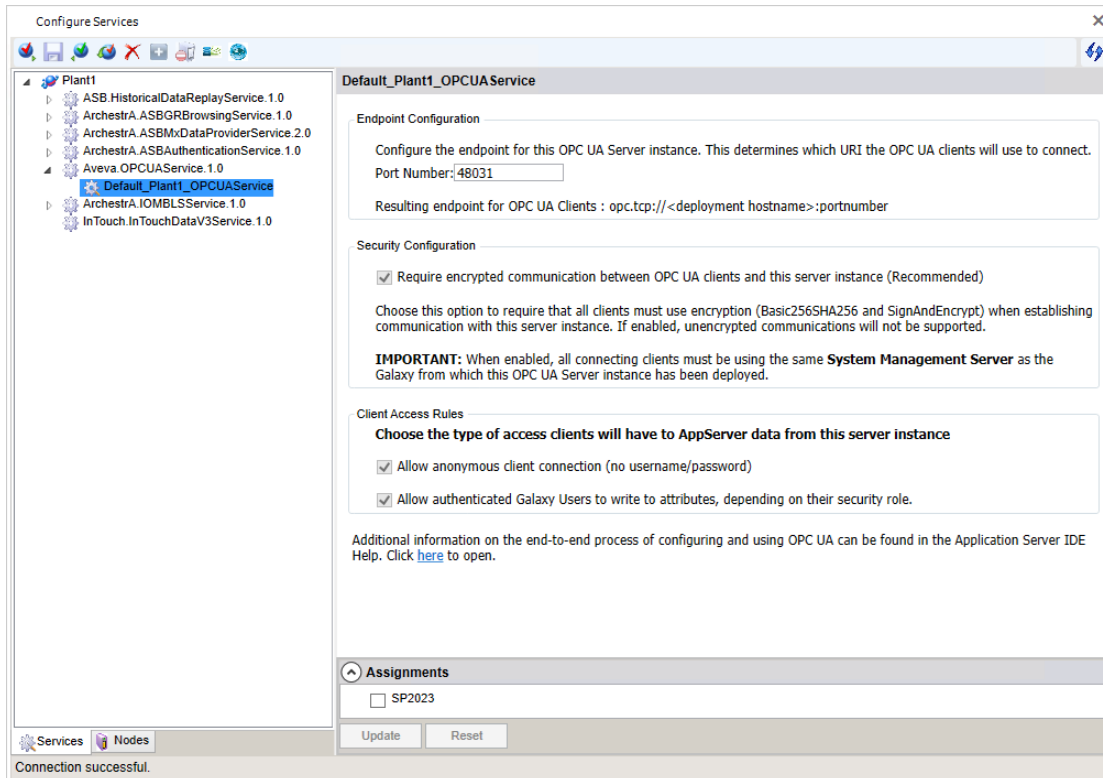 Configure Services
Plant1
ASB.HistoricalDataReplayService.1.0
ArchestrA.ASBGRBrowsingService.1.0
ArchestrA.ASBMxDataProviderService.2.0
ArchestrA.ASBAuthenticationService.1.0
Aveva.OPCUAService.1.0
Default_Plant1_OPCUAService
ArchestrA.IOMBLSService.1.0
InTouch.InTouchDataV3Service.1.0
Services
Nodes
Default_Plant1_OPCUAService
Endpoint Configuration
Configure the endpoint for this OPC UA Server instance. This determines which URI the OPC UA clients will use to connect.
Port Number: 48031
Resulting endpoint for OPC UA Clients : opc.tcp://<deployment hostname>:portnumber
Security Configuration
Require encrypted communication between OPC UA clients and this server instance (Recommended)
Choose this option to require that all clients must use encryption (Basic256SHA256 and SignAndEncrypt) when establishing
communication with this server instance. If enabled, unencrypted communications will not be supported.
IMPORTANT: When enabled, all connecting clients must be using the same System Management Server as the
Galaxy from which this OPC UA Server instance has been deployed.
Client Access Rules
Choose the type of access clients will have to AppServer data from this server instance
Allow anonymous client connection (no username/password)
Allow authenticated Galaxy Users to write to attributes, depending on their security role.
Additional information on the end-to-end process of configuring and using OPC UA can be found in the Application Server IDE
Help. Click here to open.
Assignments
SP2023
Update
Reset
Connection successful.